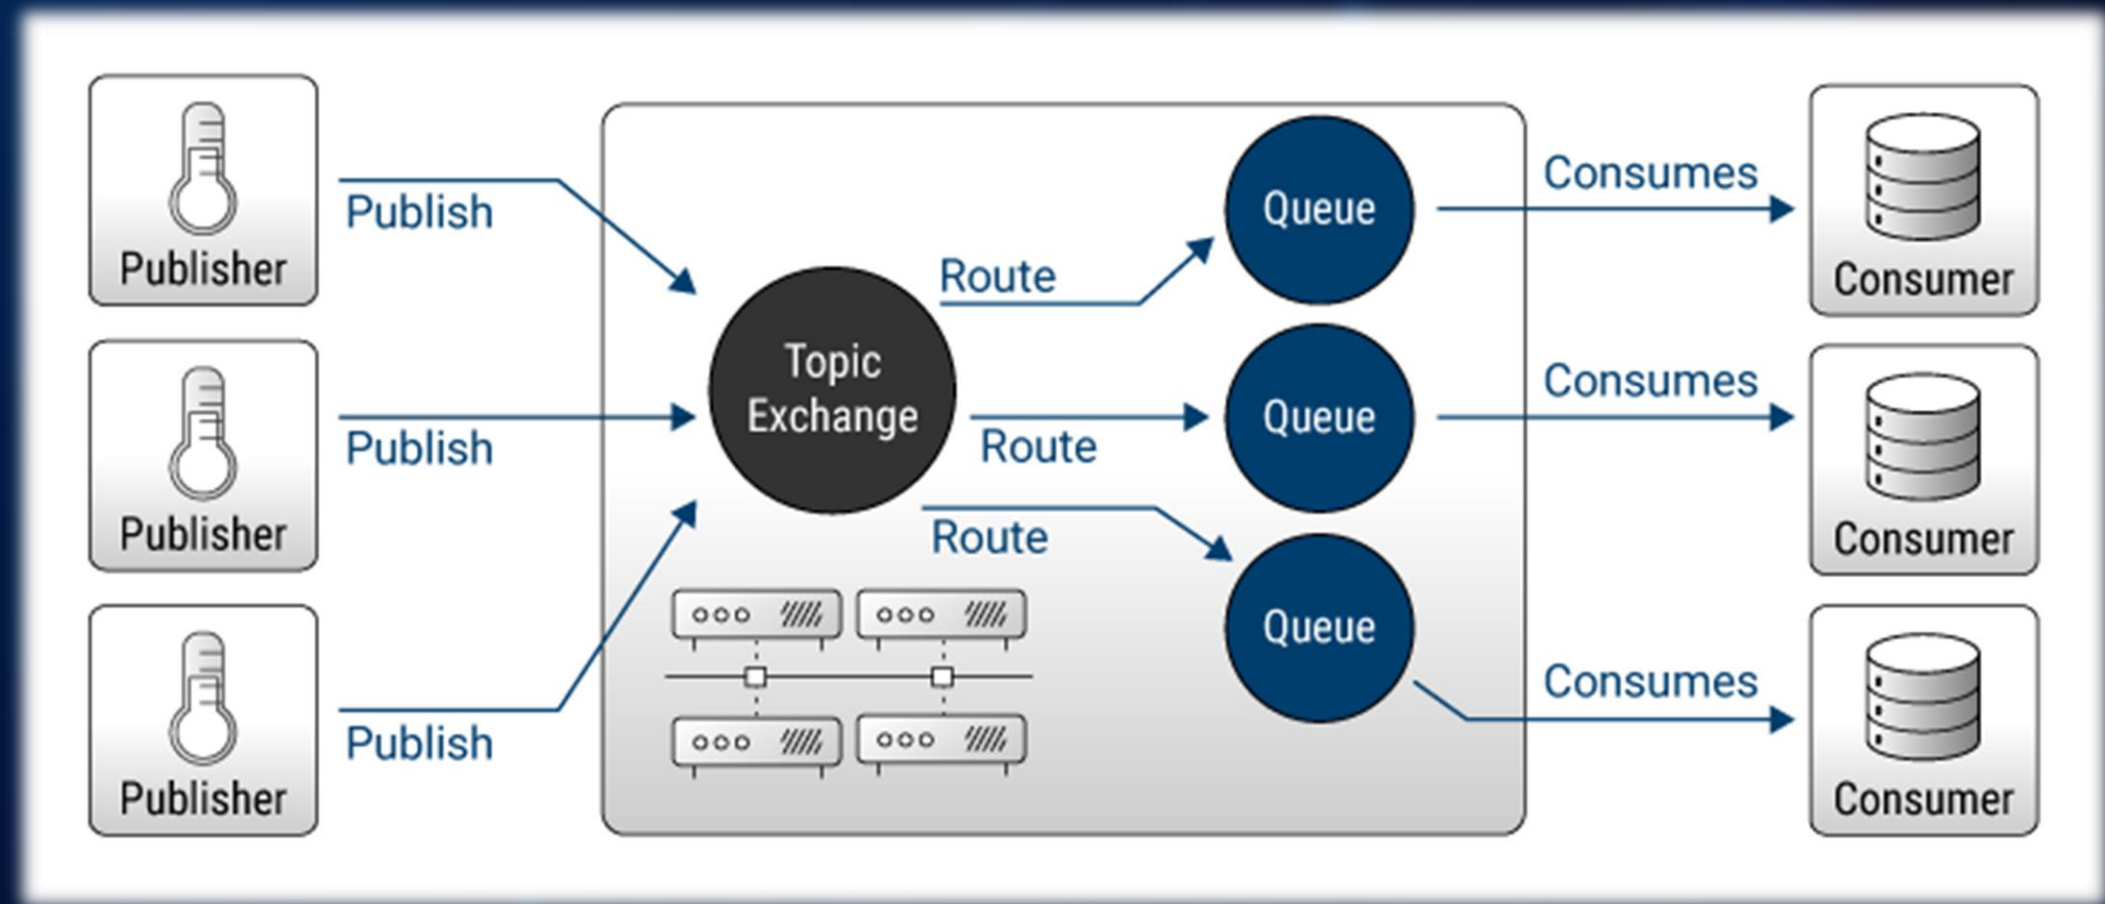 Publisher
Publish
Publisher
Publish
Publisher
Publish
Topic
Exchange
Route
Route
Route
Queue
Queue
Queue
Consumes
Consumes
Consumes
Consumer
Consumer
Consumer